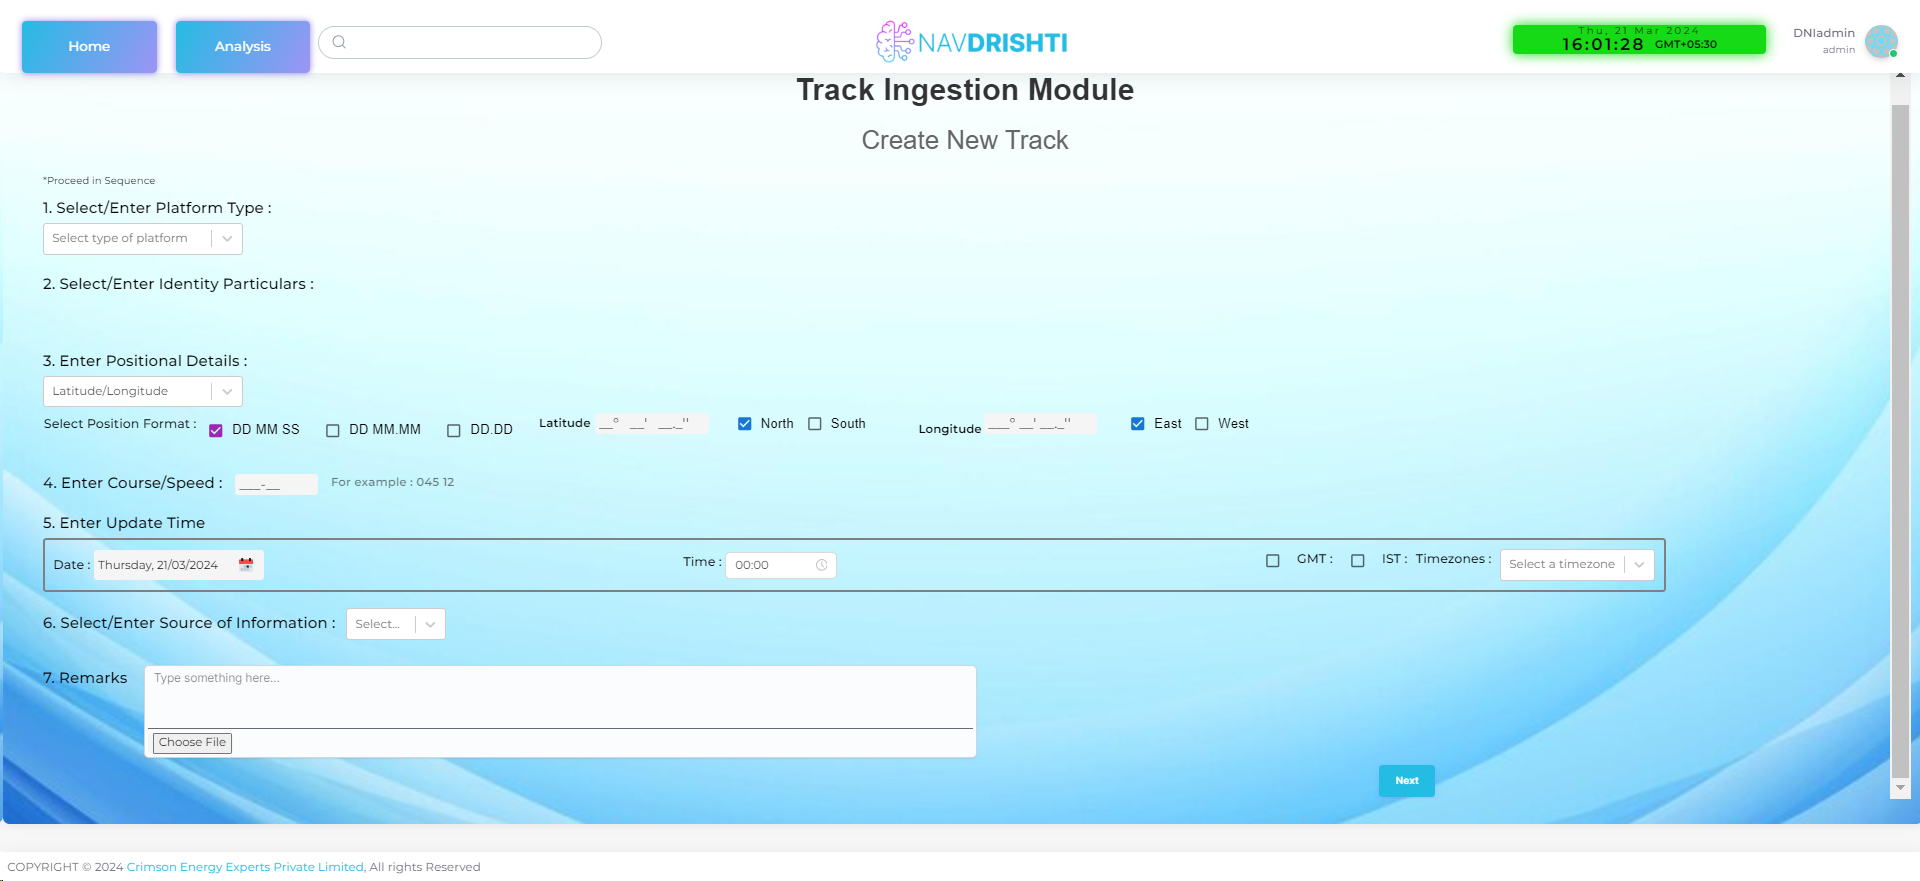 Home
Analysis
NAVDRISHTI
Thu, 21 Mar 2024
16:01:28 GMT+05:30
DNIadmin
admin
Track Ingestion Module
Create New Track
*Proceed in Sequence
1. Select/Enter Platform Type :
Select type of platform
2. Select/Enter Identity Particulars :
3. Enter Positional Details :
Latitude/Longitude
Select Position Format : DD MM SS DD MM.MM DD.DD Latitude __° __' __._'' North South Longitude ___° __' __._'' East West
4. Enter Course/Speed : ___-__ For example : 045 12
5. Enter Update Time
Date : Thursday, 21/03/2024 Time : 00:00 GMT : IST : Timezones : Select a timezone
6. Select/Enter Source of Information : Select...
7. Remarks Type something here...
Choose File
Next
COPYRIGHT © 2024 Crimson Energy Experts Private Limited, All rights Reserved